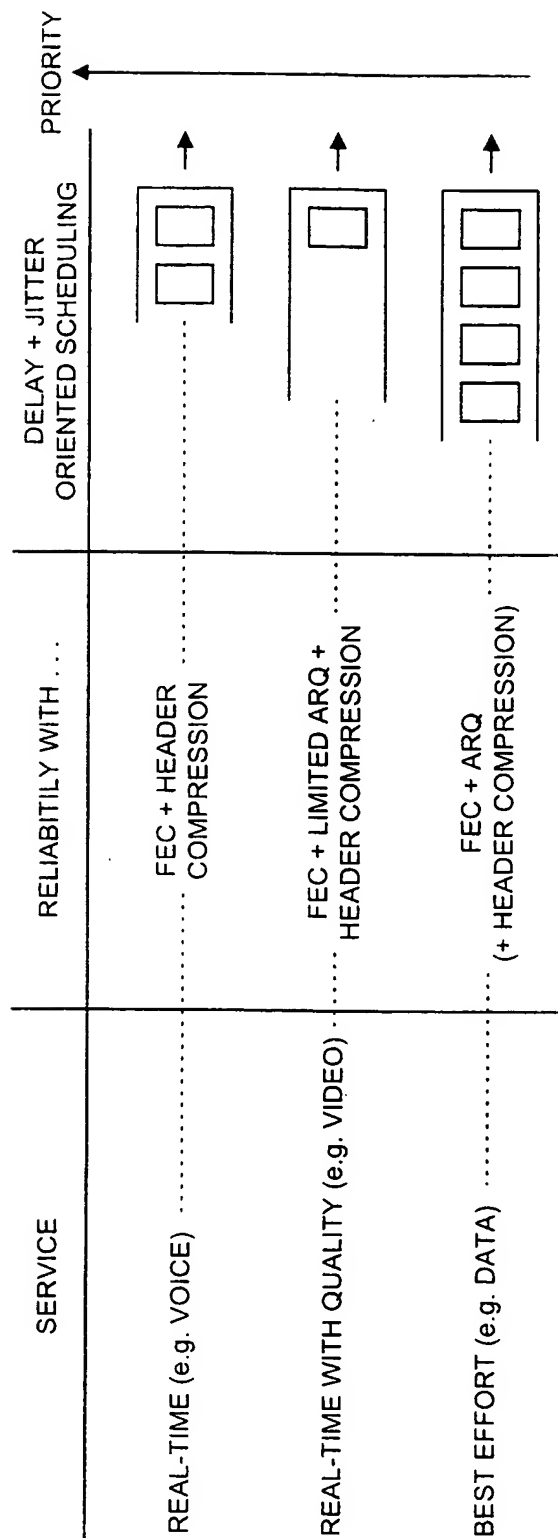 SERVICE
RELIABITILY WITH ....
DELAY + JITTER
ORIENTED SCHEDULING
PRIORITY
REAL-TIME (e.g. VOICE)
FEC + HEADER
COMPRESSION
REAL-TIME WITH QUALITY (e.g. VIDEO)
FEC + LIMITED ARQ +
HEADER COMPRESSION
BEST EFFORT (e.g. DATA)
FEC + ARQ
(+ HEADER COMPRESSION)